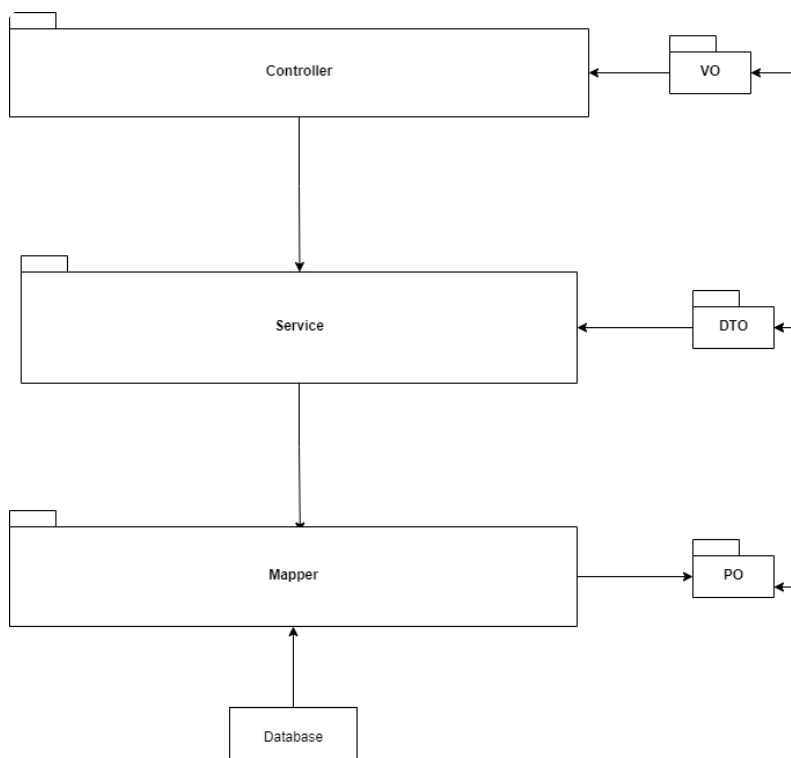 Controller
VO
Service
DTO
Mapper
PO
Database